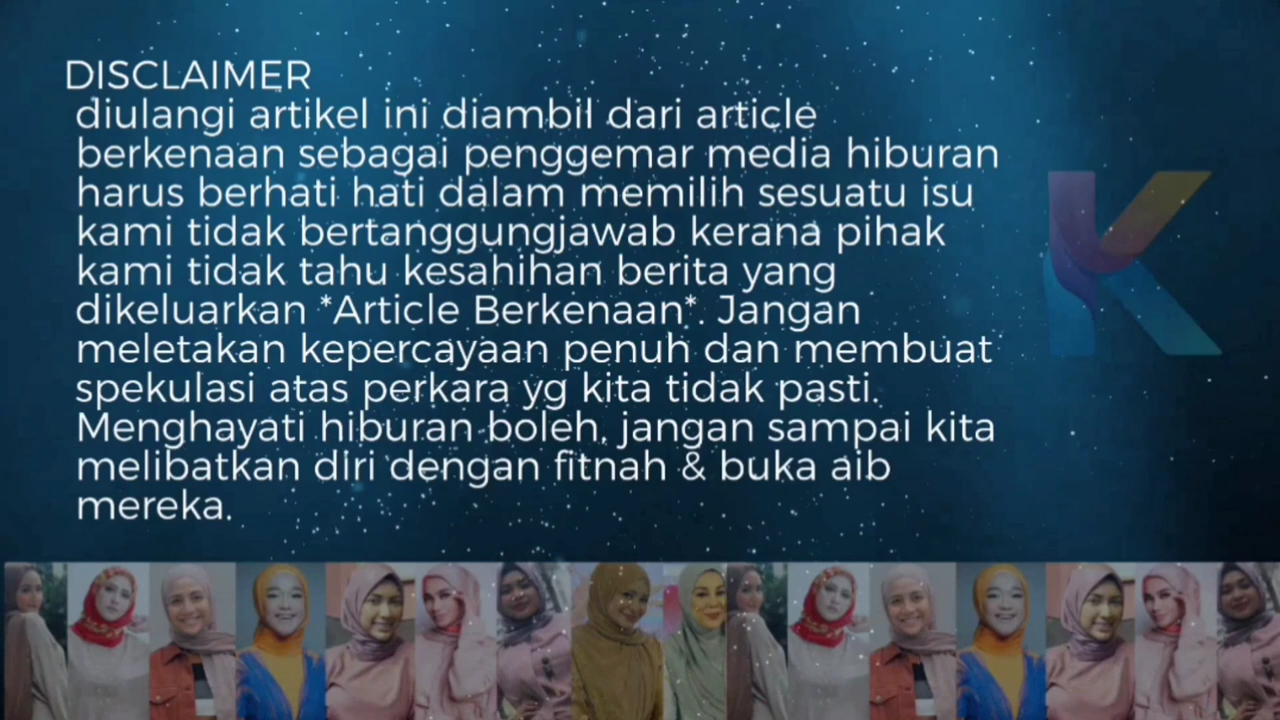 DISCLAIMER
diulangi artikel ini diambil dari article
berkenaan sebagai penggemar media hiburan
harus berhati hati dalam memilih sesuatu isu
kami tidak bertanggungjawab kerana pihak
kami tidak tahu kesahihan berita yang
dikeluarkan *Article Berkenaan*. Jangan
meletakan kepercayaan penuh dan membuat
spekulasi atas perkara yg kita tidak pasti.
Menghayati hiburan boleh, jangan sampai kita
melibatkan diri dengan fitnah & buka aib
mereka.
K